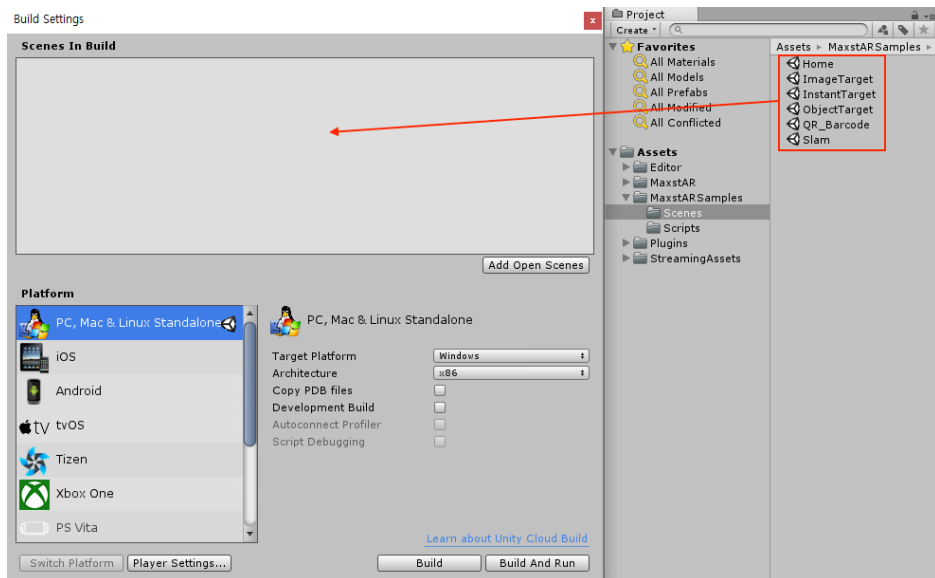 Build Settings
x
Scenes In Build
Add Open Scenes
Platform
PC, Mac & Linux Standalone
iOS
Android
tvOS
Tizen
Xbox One
PS Vita
PC, Mac & Linux Standalone
Target Platform
Windows
Architecture
x86
Copy PDB files
Development Build
Autoconnect Profiler
Script Debugging
Learn about Unity Cloud Build
Switch Platform
Player Settings...
Build
Build And Run
Project
Create
Favorites
All Materials
All Models
All Prefabs
All Modified
All Conflicted
Assets
Editor
MaxstAR
MaxstARSamples
Scenes
Scripts
Plugins
StreamingAssets
Assets ▸ MaxstARSamples ▸
Home
ImageTarget
InstantTarget
ObjectTarget
QR_Barcode
Slam